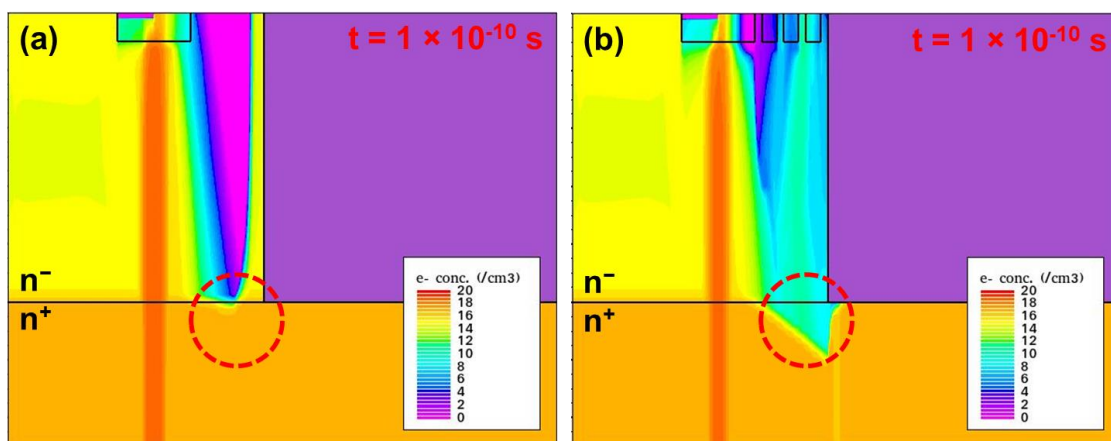 (a)
t = 1 × 10⁻¹⁰ s
n⁻
n⁺
e- conc. (/cm3)
20
18
16
14
12
10
8
6
4
2
0
(b)
t = 1 × 10⁻¹⁰ s
n⁻
n⁺
e- conc. (/cm3)
20
18
16
14
12
10
8
6
4
2
0